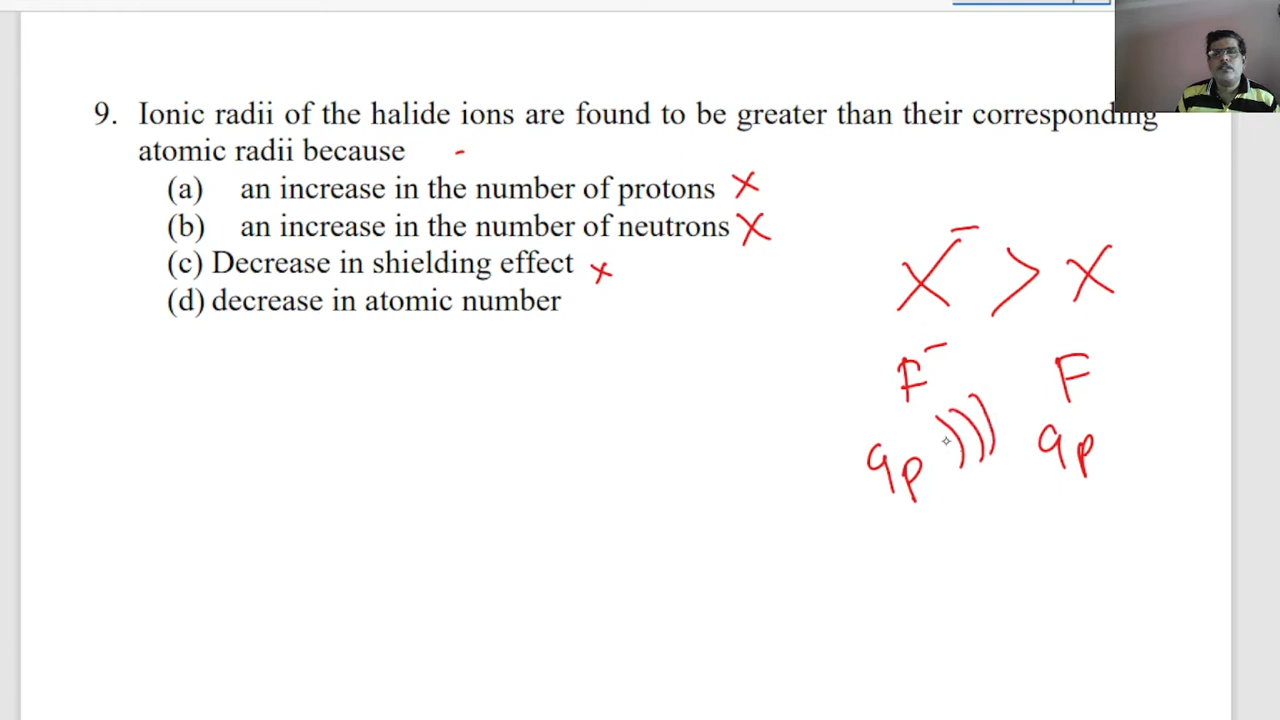 9. Ionic radii of the halide ions are found to be greater than their corresponding
atomic radii because -
(a) an increase in the number of protons ×
(b) an increase in the number of neutrons ×
(c) Decrease in shielding effect ×
(d) decrease in atomic number
X⁻ > X
F⁻ F
9p ))) 9p